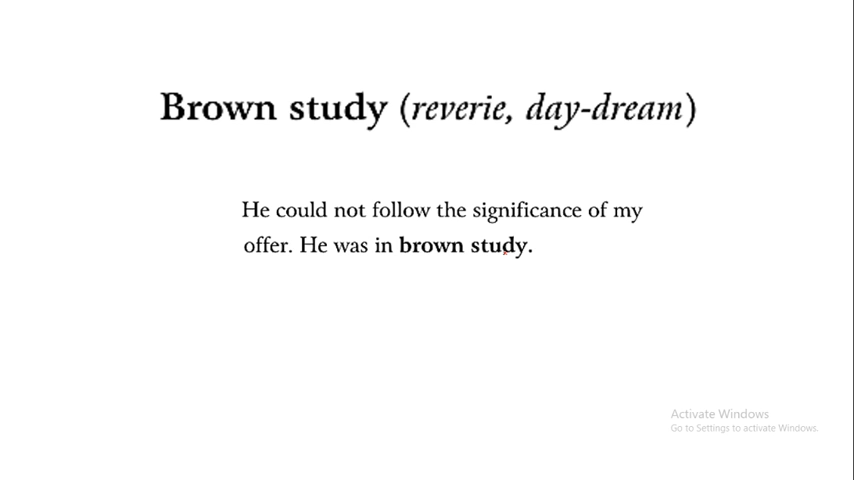 Brown study (reverie, day-dream)
He could not follow the significance of my
offer. He was in brown study.
Activate Windows
Go to Settings to activate Windows.